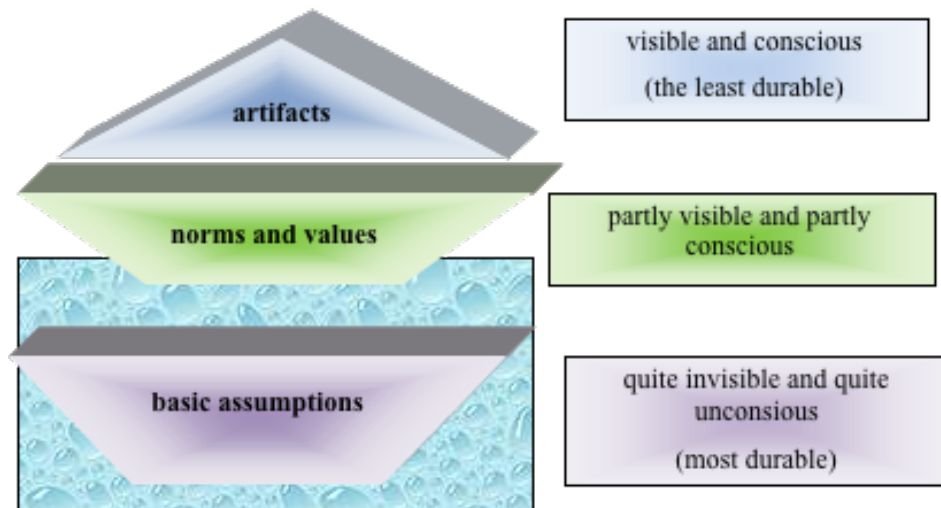 artifacts
visible and conscious
(the least durable)
norms and values
partly visible and partly
conscious
basic assumptions
quite invisible and quite
unconsious
(most durable)